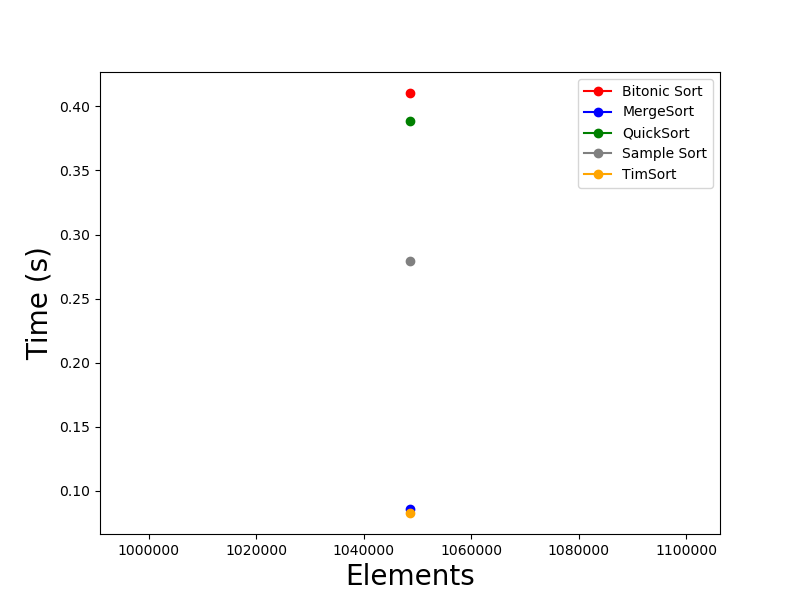 Bitonic Sort
MergeSort
QuickSort
Sample Sort
TimSort
Time (s)
0.40
0.35
0.30
0.25
0.20
0.15
0.10
1000000 1020000 1040000 1060000 1080000 1100000
Elements